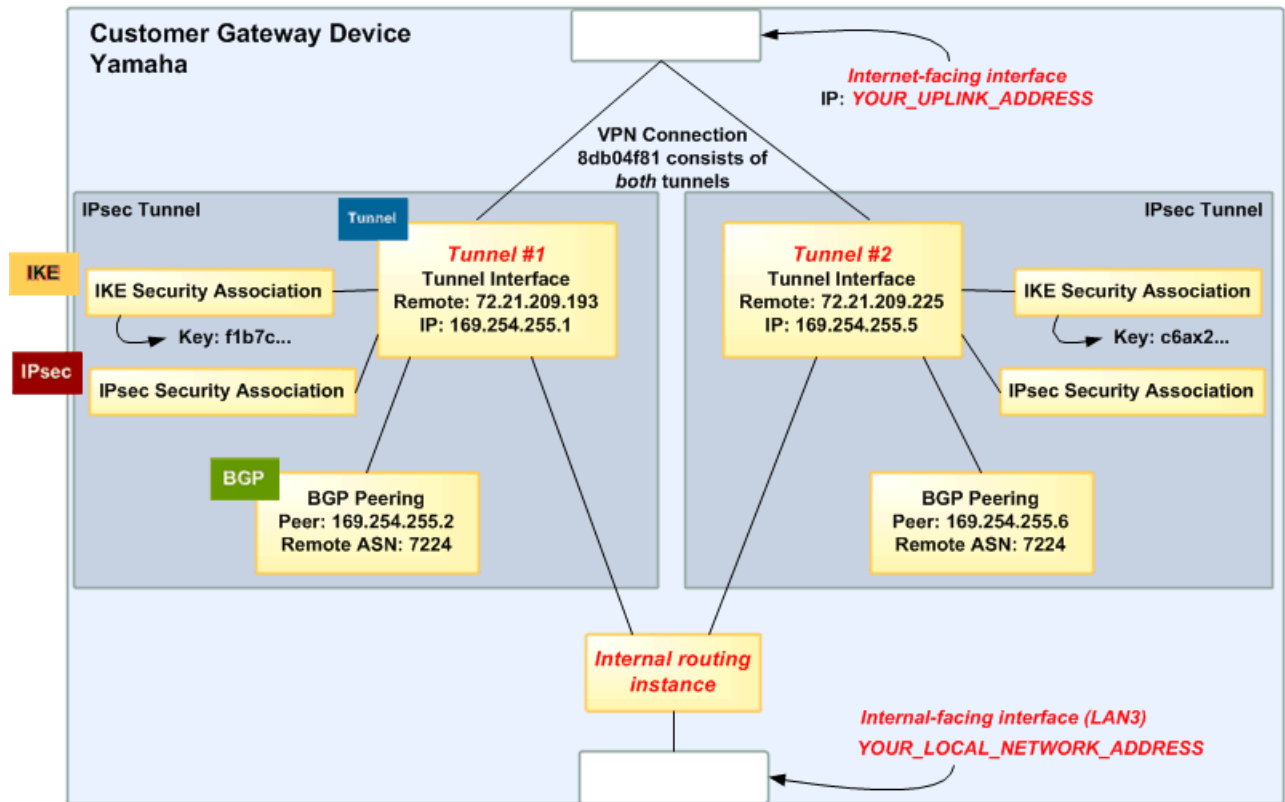 Customer Gateway Device
Yamaha
Internet-facing interface
IP: YOUR_UPLINK_ADDRESS
VPN Connection
8db04f81 consists of
both tunnels
IPsec Tunnel
Tunnel
Tunnel #1
Tunnel Interface
Remote: 72.21.209.193
IP: 169.254.255.1
IKE
IKE Security Association
Key: f1b7c...
IPsec
IPsec Security Association
BGP
BGP Peering
Peer: 169.254.255.2
Remote ASN: 7224
IPsec Tunnel
Tunnel #2
Tunnel Interface
Remote: 72.21.209.225
IP: 169.254.255.5
IKE Security Association
Key: c6ax2...
IPsec Security Association
BGP Peering
Peer: 169.254.255.6
Remote ASN: 7224
Internal routing
instance
Internal-facing interface (LAN3)
YOUR_LOCAL_NETWORK_ADDRESS